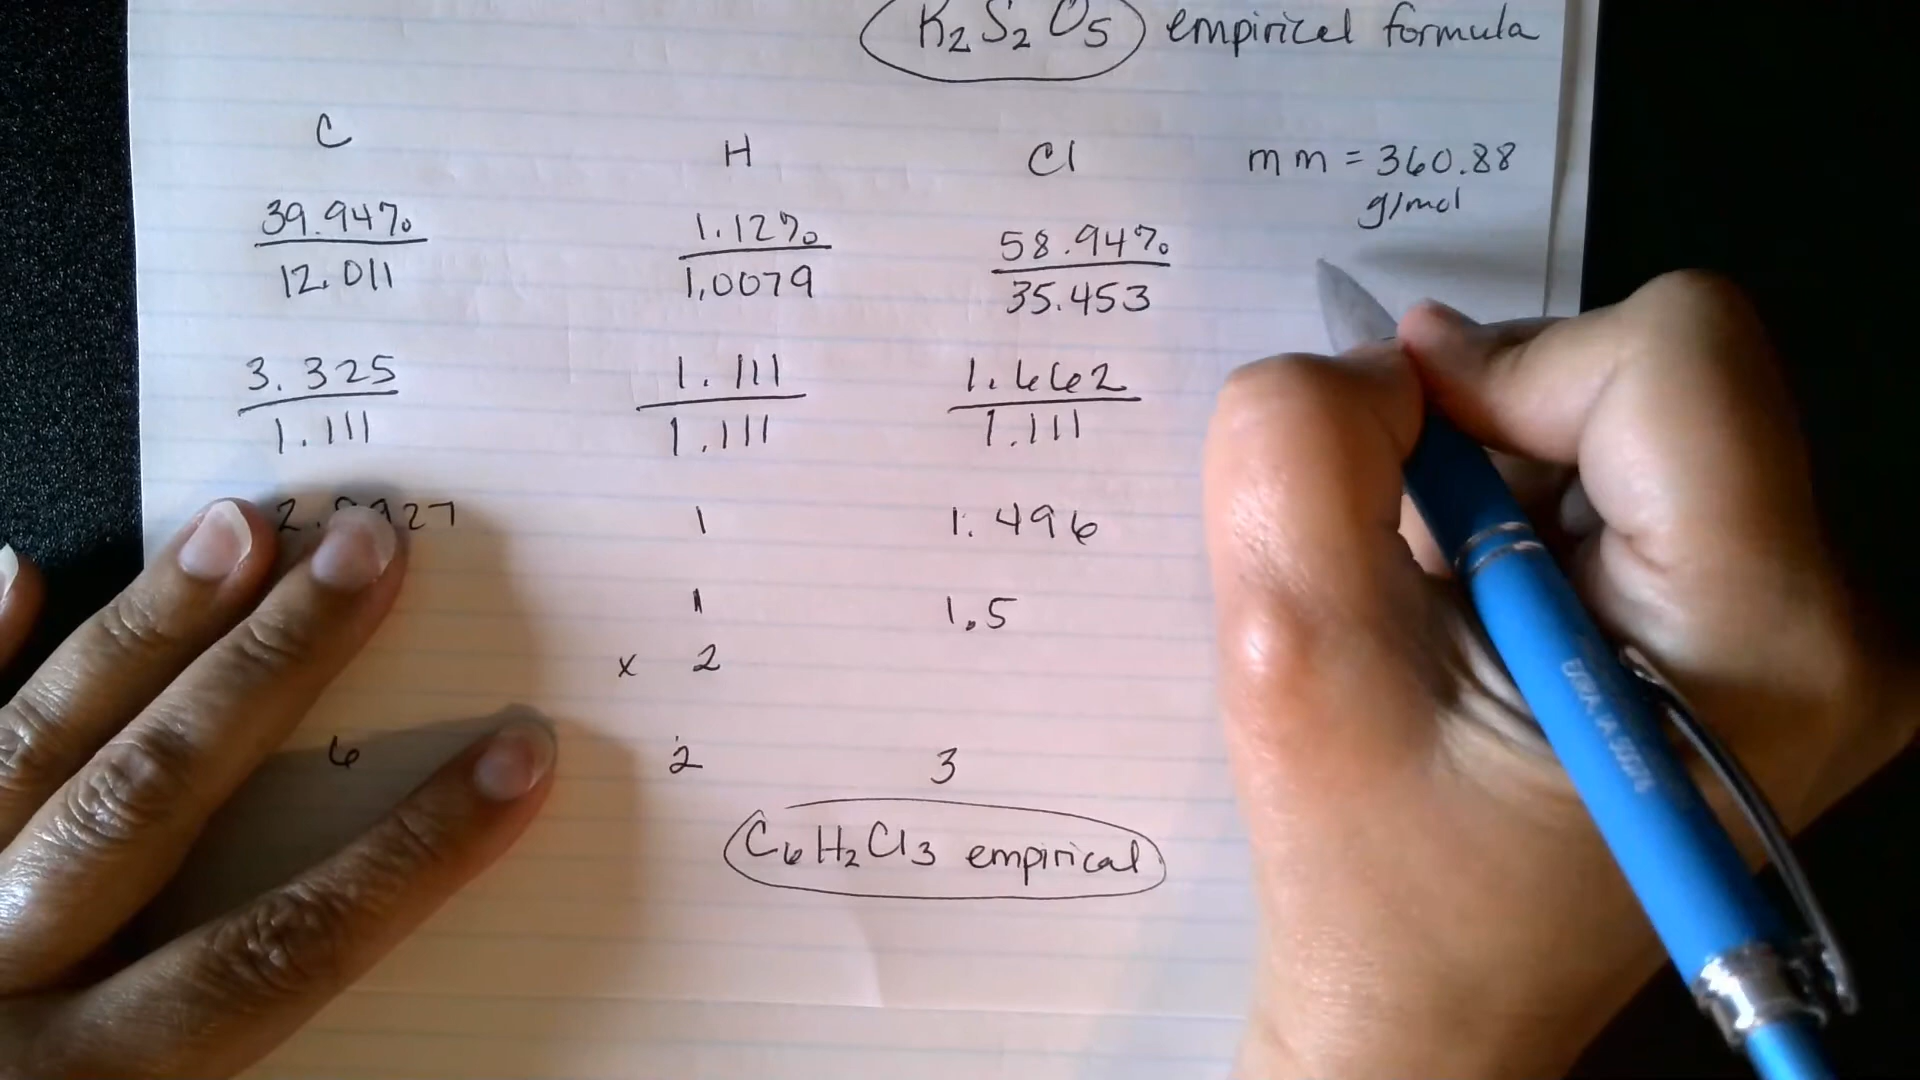 K2S2O5 empirical formula
C H Cl mm = 360.88
g/mol
39.94% 1.12% 58.94%
12.011 1.0079 35.453
3.325 1.111 1.662
1.111 1.111 1.111
1 1.496
1 1.5
x 2
6 2 3
C6H2Cl3 empirical